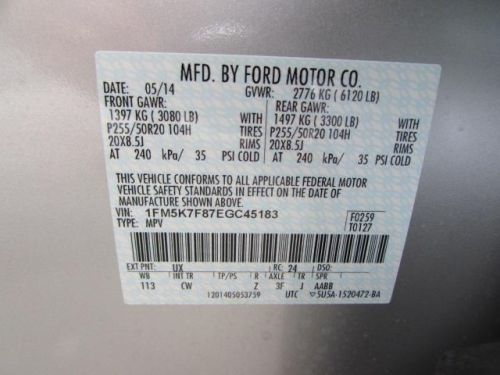 MFD. BY FORD MOTOR CO.
DATE: 05/14 GVWR: 2776 KG ( 6120 LB)
FRONT GAWR: REAR GAWR:
1397 KG ( 3080 LB) WITH 1497 KG ( 3300 LB) WITH
P255/50R20 104H TIRES P255/50R20 104H TIRES
20X8.5J RIMS 20X8.5J RIMS
AT 240 kPa/ 35 PSI COLD AT 240 kPa/ 35 PSI COLD
THIS VEHICLE CONFORMS TO ALL APPLICABLE FEDERAL MOTOR
VEHICLE SAFETY STANDARDS IN EFFECT ON THE DATE OF
MANUFACTURE SHOWN ABOVE.
VIN: 1FM5K7F87EGC45183 F0259
TYPE: MPV T0127
EXT PNT: UX RC: 24 DSO:
WB INT TR TP/PS R AXLE TR SPR
113 CW Z 3F J AABB
1201405053759 UTC 5U5A-1520472-BA